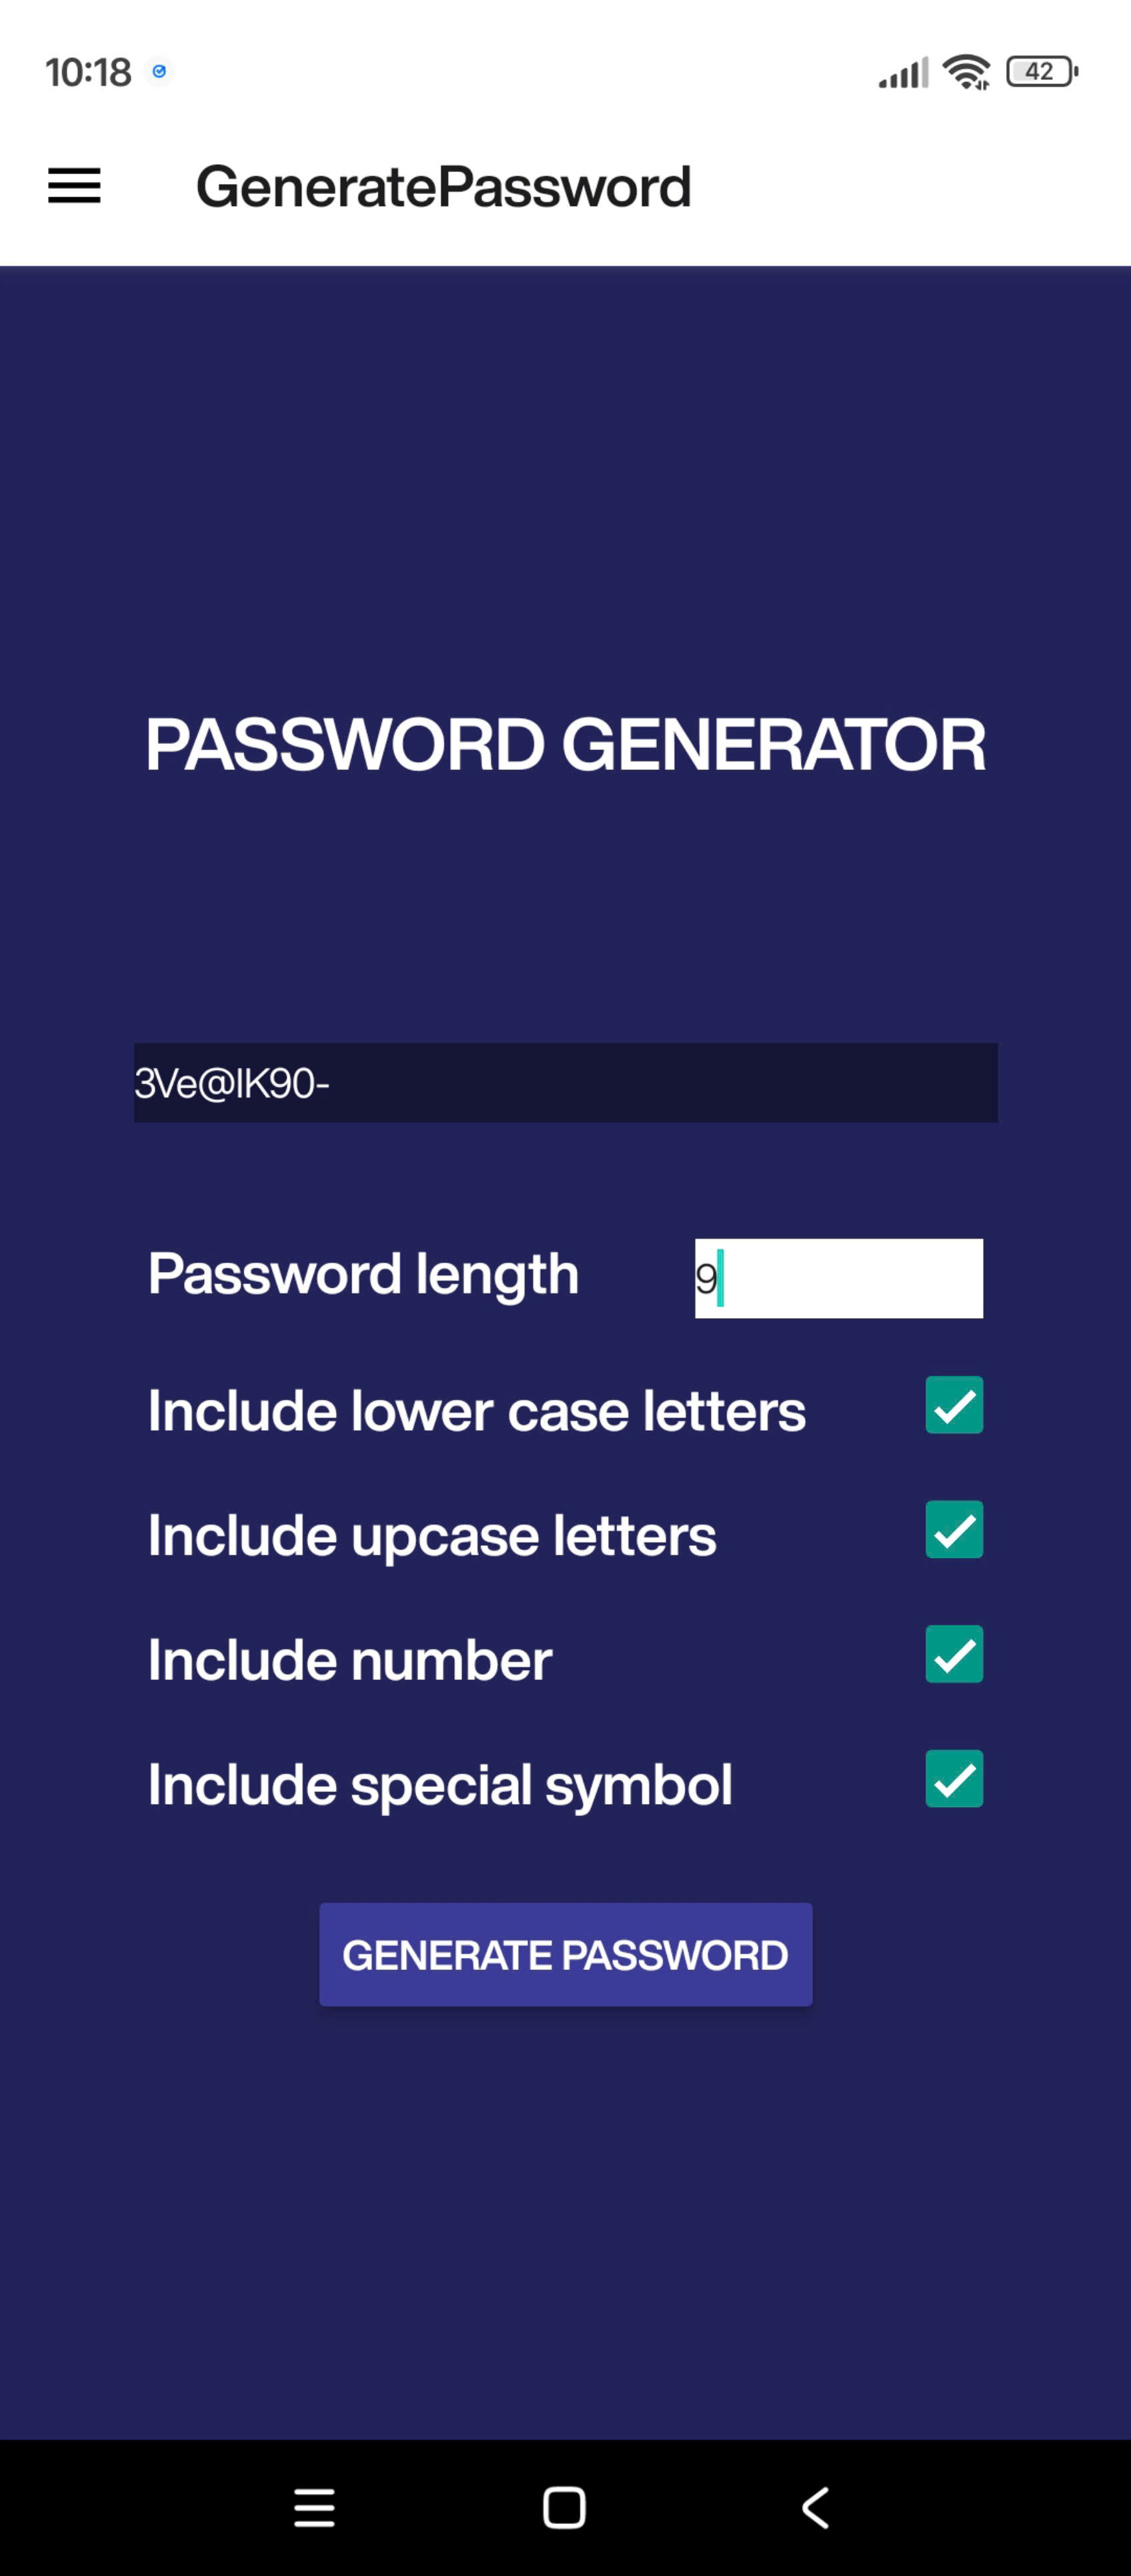 10:18
42
GeneratePassword
PASSWORD GENERATOR
3Ve@lK90-
Password length
9
Include lower case letters
Include upcase letters
Include number
Include special symbol
GENERATE PASSWORD